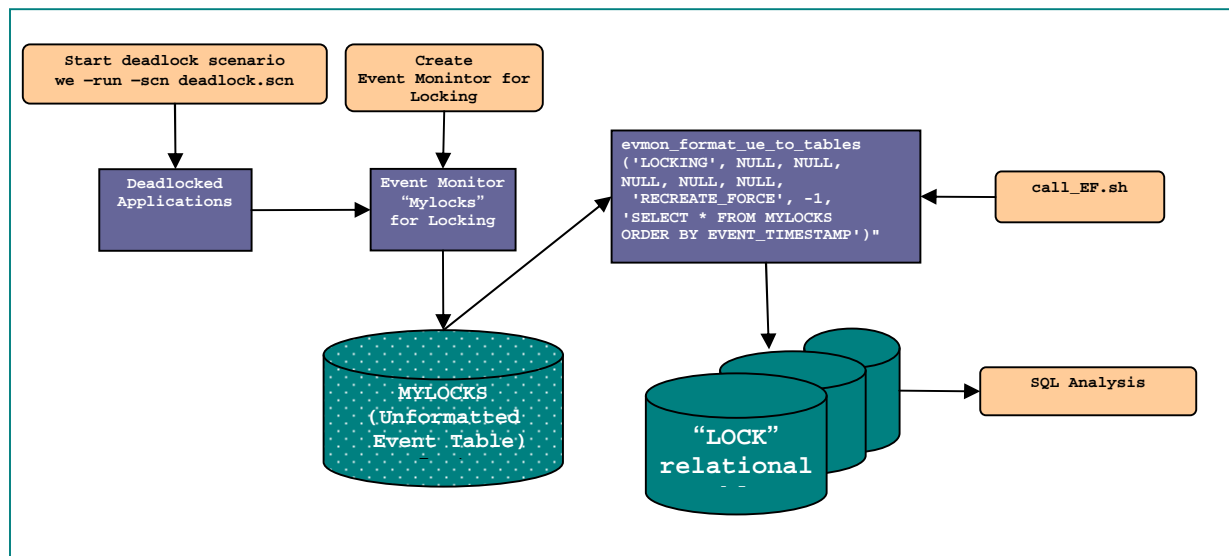 Start deadlock scenario
we –run –scn deadlock.scn
Create
Event Monintor for
Locking
Deadlocked
Applications
Event Monitor
“Mylocks”
for Locking
evmon_format_ue_to_tables
('LOCKING', NULL, NULL,
NULL, NULL, NULL,
'RECREATE_FORCE', -1,
'SELECT * FROM MYLOCKS
ORDER BY EVENT_TIMESTAMP')"
call_EF.sh
MYLOCKS
(Unformatted
Event Table)
“LOCK”
relational
SQL Analysis